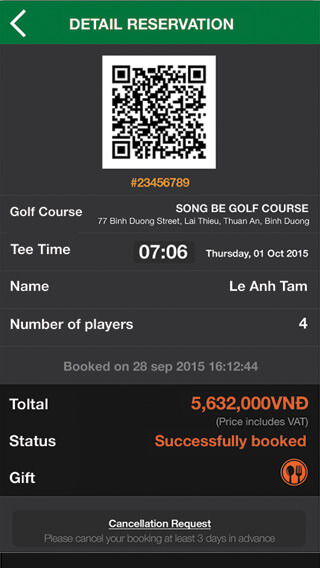 DETAIL RESERVATION
#23456789
Golf Course
SONG BE GOLF COURSE
77 Binh Duong Street, Lai Thieu, Thuan An, Binh Duong
Tee Time
07:06
Thursday, 01 Oct 2015
Name
Le Anh Tam
Number of players
4
Booked on 28 sep 2015 16:12:44
Toltal
5,632,000VNĐ
(Price includes VAT)
Status
Successfully booked
Gift
Cancellation Request
Please cancel your booking at least 3 days in advance